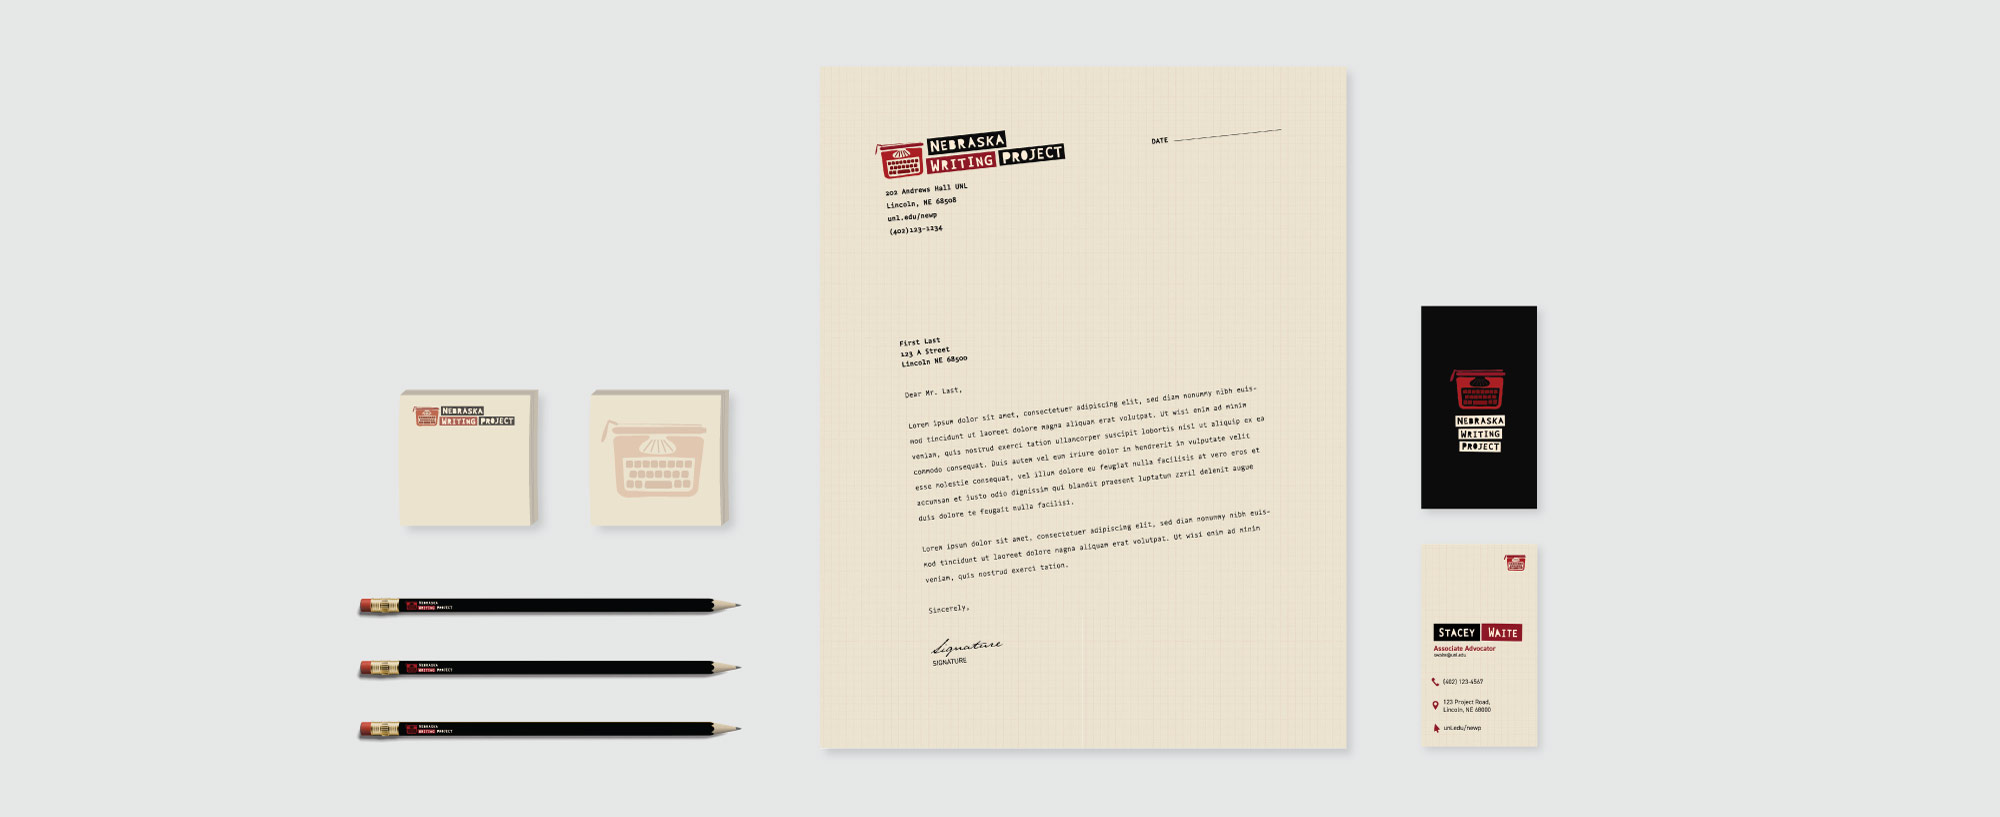 NEBRASKA
WRITING PROJECT
NEBRASKA
WRITING PROJECT
NEBRASKA
WRITING PROJECT
NEBRASKA
WRITING PROJECT
NEBRASKA
WRITING PROJECT
202 Andrews Hall UNL
Lincoln, NE 68508
unl.edu/newp
(402)123-1234
DATE
First Last
123 A Street
Lincoln NE 68500
Dear Mr. Last,
Lorem ipsum dolor sit amet, consectetuer adipiscing elit, sed diam nonummy nibh euis-
mod tincidunt ut laoreet dolore magna aliquam erat volutpat. Ut wisi enim ad minim
veniam, quis nostrud exerci tation ullamcorper suscipit lobortis nisl ut aliquip ex ea
commodo consequat. Duis autem vel eum iriure dolor in hendrerit in vulputate velit
esse molestie consequat, vel illum dolore eu feugiat nulla facilisis at vero eros et
accumsan et iusto odio dignissim qui blandit praesent luptatum zzril delenit augue
duis dolore te feugait nulla facilisi.
Lorem ipsum dolor sit amet, consectetuer adipiscing elit, sed diam nonummy nibh euis-
mod tincidunt ut laoreet dolore magna aliquam erat volutpat. Ut wisi enim ad minim
veniam, quis nostrud exerci tation.
Sincerely,
Signature
SIGNATURE
NEBRASKA
WRITING
PROJECT
STACEY WAITE
Associate Advocator
(402) 123-4567
123 Project Road,
Lincoln, NE 68000
unl.edu/newp